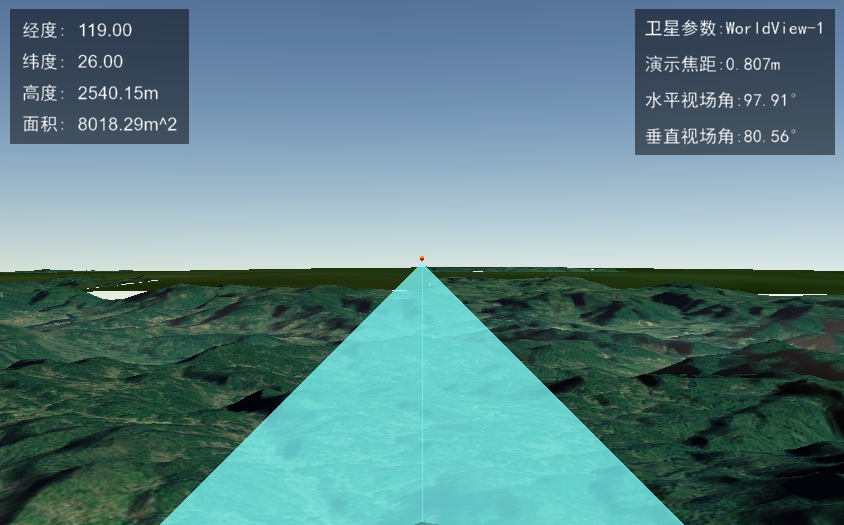 经度: 119.00
纬度: 26.00
高度: 2540.15m
面积: 8018.29m^2
卫星参数:WorldView-1
演示焦距:0.807m
水平视场角:97.91°
垂直视场角:80.56°